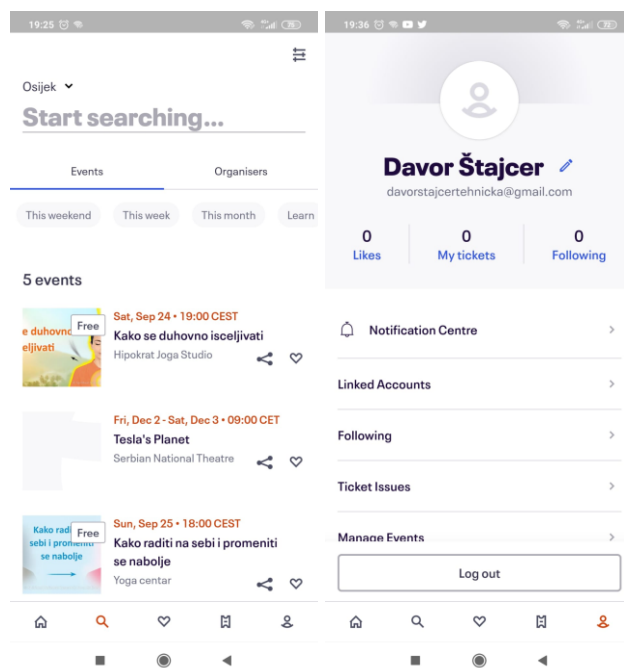 19:25
Osijek
Start searching...
Events
Organisers
This weekend
This week
This month
Learn
5 events
e duhovno
eljivati
Free
Sat, Sep 24 • 19:00 CEST
Kako se duhovno isceljivati
Hipokrat Joga Studio
Fri, Dec 2 - Sat, Dec 3 • 09:00 CET
Tesla's Planet
Serbian National Theatre
Kako radi
sebi i prom
se nabolje
Free
Sun, Sep 25 • 18:00 CEST
Kako raditi na sebi i promeniti
se nabolje
Yoga centar
19:36
Davor Štajcer
davorstajcertehnicka@gmail.com
0
Likes
0
My tickets
0
Following
Notification Centre
Linked Accounts
Following
Ticket Issues
Manage Events
Log out